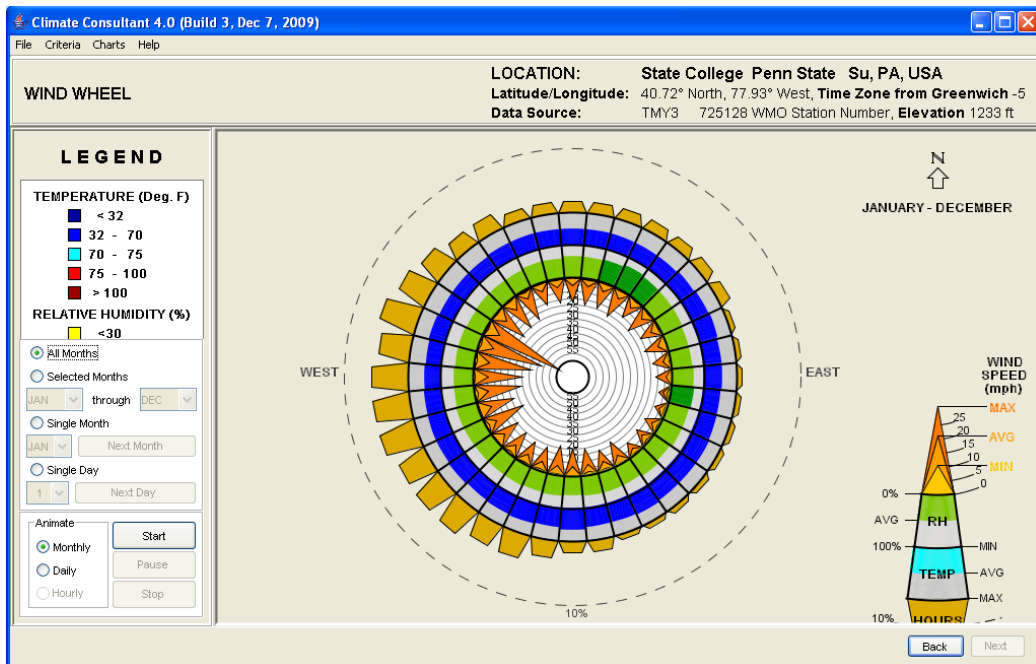 Climate Consultant 4.0 (Build 3, Dec 7, 2009)
File Criteria Charts Help
WIND WHEEL
LOCATION: State College Penn State Su, PA, USA
Latitude/Longitude: 40.72° North, 77.93° West, Time Zone from Greenwich -5
Data Source: TMY3 725128 WMO Station Number, Elevation 1233 ft
LEGEND
TEMPERATURE (Deg. F)
< 32
32 - 70
70 - 75
75 - 100
> 100
RELATIVE HUMIDITY (%)
<30
All Months
Selected Months
JAN through DEC
Single Month
JAN Next Month
Single Day
1 Next Day
Animate
Monthly
Daily
Hourly
Start
Pause
Stop
N
JANUARY - DECEMBER
WEST
EAST
10%
WIND
SPEED
(mph)
MAX
25
20
AVG
15
10
MIN
5
0
0%
AVG RH
100% MIN
TEMP AVG
MAX
10% HOURS
Back Next